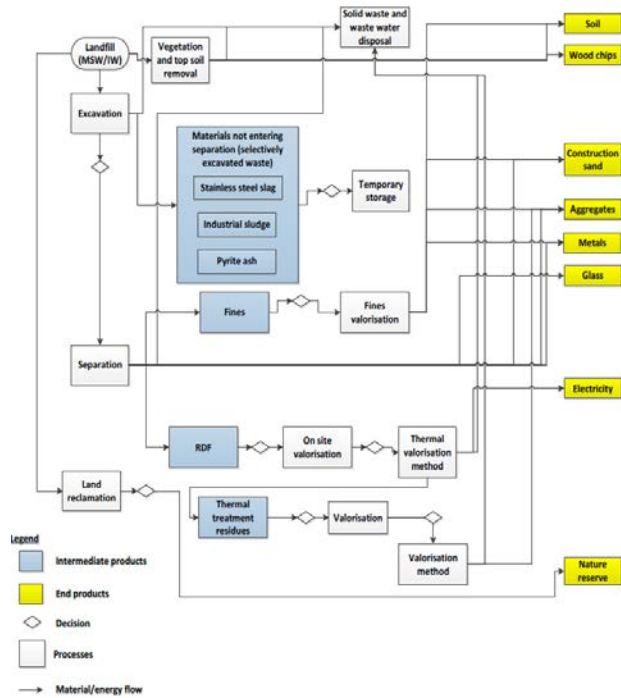 Landfill
(MSW/IW)
Vegetation
and top soil
removal
Solid waste and
waste water
disposal
Soil
Wood chips
Excavation
Materials not entering
separation (selectively
excavated waste)
Stainless steel slag
Industrial sludge
Pyrite ash
Temporary
storage
Construction
sand
Aggregates
Metals
Glass
Fines
Fines
valorisation
Separation
Electricity
RDF
On site
valorisation
Thermal
valorisation
method
Land
reclamation
Thermal
treatment
residues
Valorisation
Valorisation
method
Nature
reserve
Legend
Intermediate products
End products
Decision
Processes
Material/energy flow